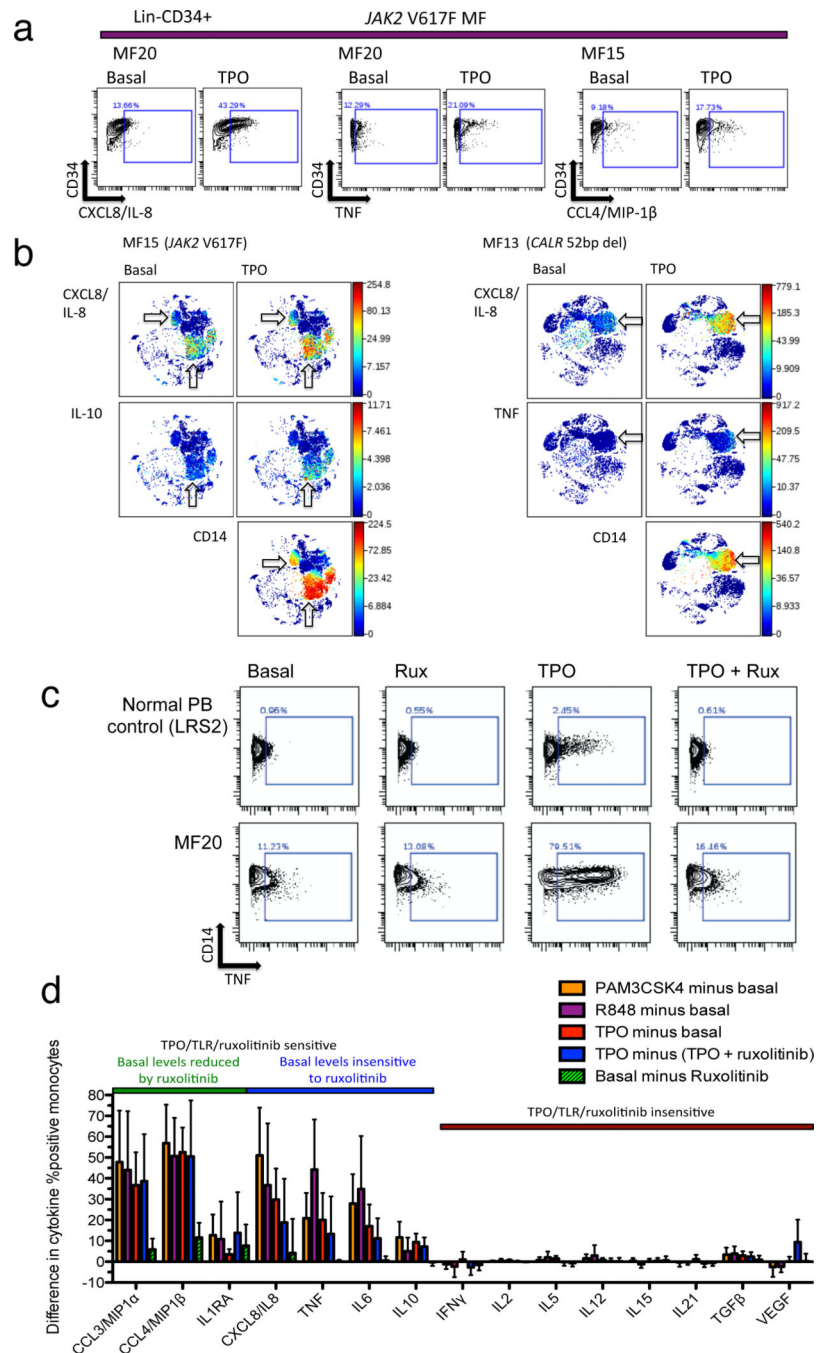 a
Lin-CD34+
JAK2 V617F MF
MF20
MF20
MF15
Basal
TPO
Basal
TPO
Basal
TPO
13.66%
43.29%
12.29%
21.09%
9.18%
17.73%
CD34
CD34
CD34
CXCL8/IL-8
TNF
CCL4/MIP-1β
b
MF15 (JAK2 V617F)
MF13 (CALR 52bp del)
Basal
TPO
Basal
TPO
CXCL8/
IL-8
254.8
80.13
24.99
7.157
0
CXCL8/
IL-8
779.1
185.3
43.99
9.909
0
IL-10
11.71
7.461
4.398
2.036
0
TNF
917.2
209.5
47.75
10.37
0
CD14
224.5
72.85
23.42
6.884
0
CD14
540.2
140.8
36.57
8.933
0
c
Basal
Rux
TPO
TPO + Rux
Normal PB
control (LRS2)
0.96%
0.55%
2.45%
0.61%
MF20
11.23%
13.08%
79.51%
16.46%
CD14
TNF
d
PAM3CSK4 minus basal
R848 minus basal
TPO minus basal
TPO minus (TPO + ruxolitinib)
Basal minus Ruxolitinib
TPO/TLR/ruxolitinib sensitive
Basal levels reduced
by ruxolitinib
Basal levels insensitive
to ruxolitinib
TPO/TLR/ruxolitinib insensitive
Difference in cytokine %positive monocytes
80
70
60
50
40
30
20
10
0
-10
CCL3/MIP1α
CCL4/MIP1β
IL1RA
CXCL8/IL8
TNF
IL6
IL10
IFNγ
IL2
IL5
IL12
IL15
IL21
TGFβ
VEGF